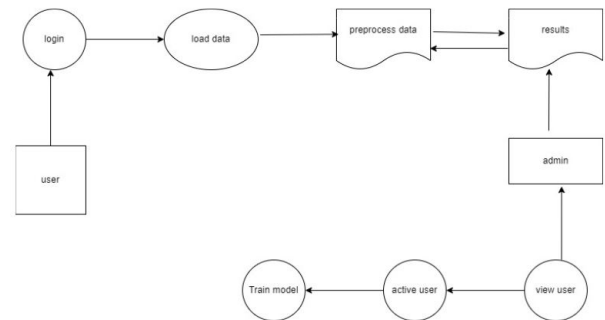 login
load data
preprocess data
results
user
admin
Train model
active user
view user